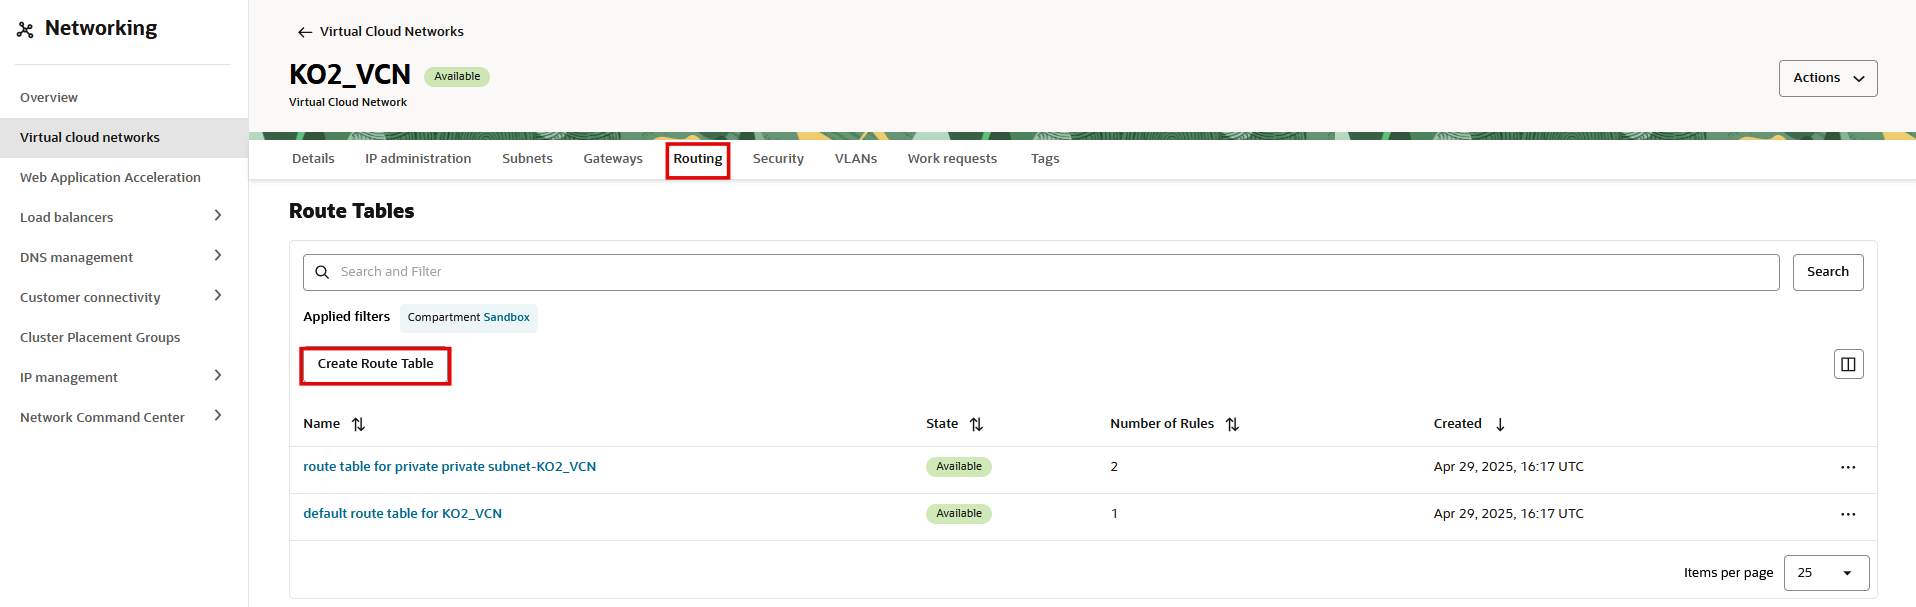 Networking
Overview
Virtual cloud networks
Web Application Acceleration
Load balancers
DNS management
Customer connectivity
Cluster Placement Groups
IP management
Network Command Center
Virtual Cloud Networks
KO2_VCN Available
Virtual Cloud Network
Actions
Details IP administration Subnets Gateways Routing Security VLANs Work requests Tags
Route Tables
Search and Filter Search
Applied filters Compartment Sandbox
Create Route Table
Name State Number of Rules Created
route table for private private subnet-KO2_VCN Available 2 Apr 29, 2025, 16:17 UTC
default route table for KO2_VCN Available 1 Apr 29, 2025, 16:17 UTC
Items per page 25